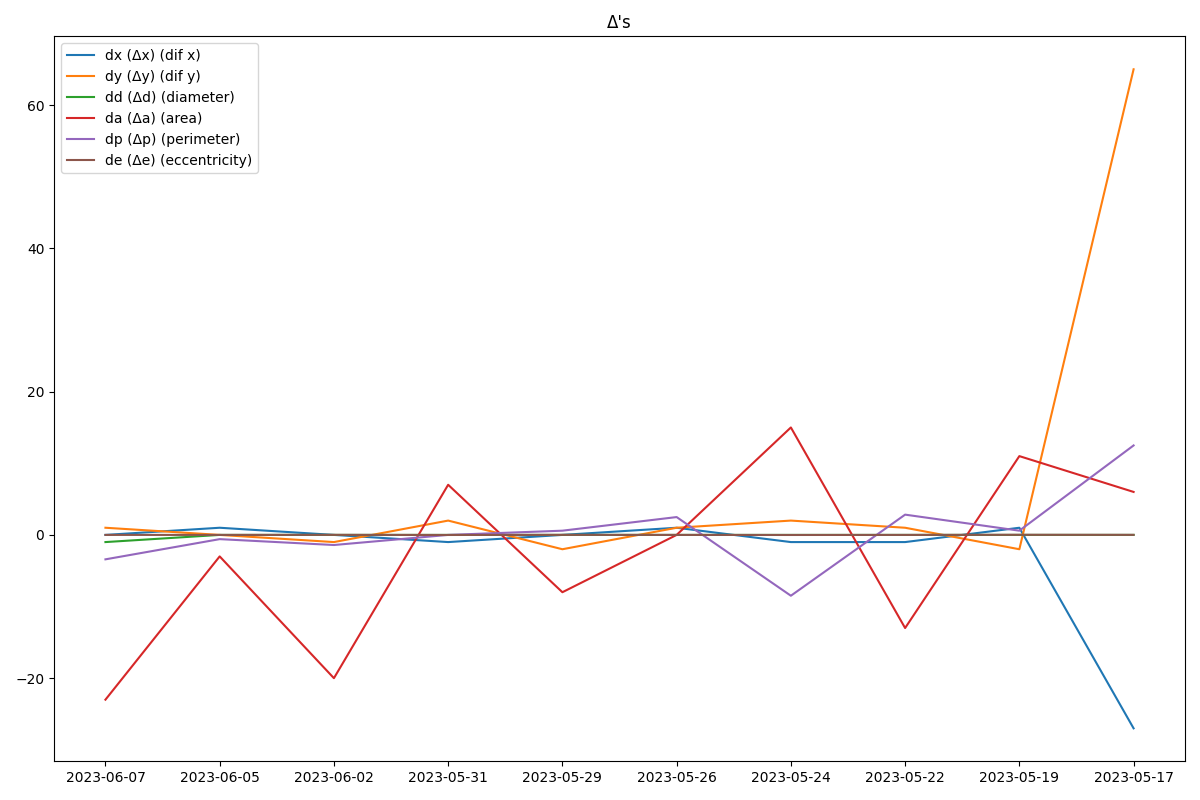 Δ's
dx (Δx) (dif x)
dy (Δy) (dif y)
dd (Δd) (diameter)
da (Δa) (area)
dp (Δp) (perimeter)
de (Δe) (eccentricity)
60
40
20
0
−20
2023-06-07 2023-06-05 2023-06-02 2023-05-31 2023-05-29 2023-05-26 2023-05-24 2023-05-22 2023-05-19 2023-05-17